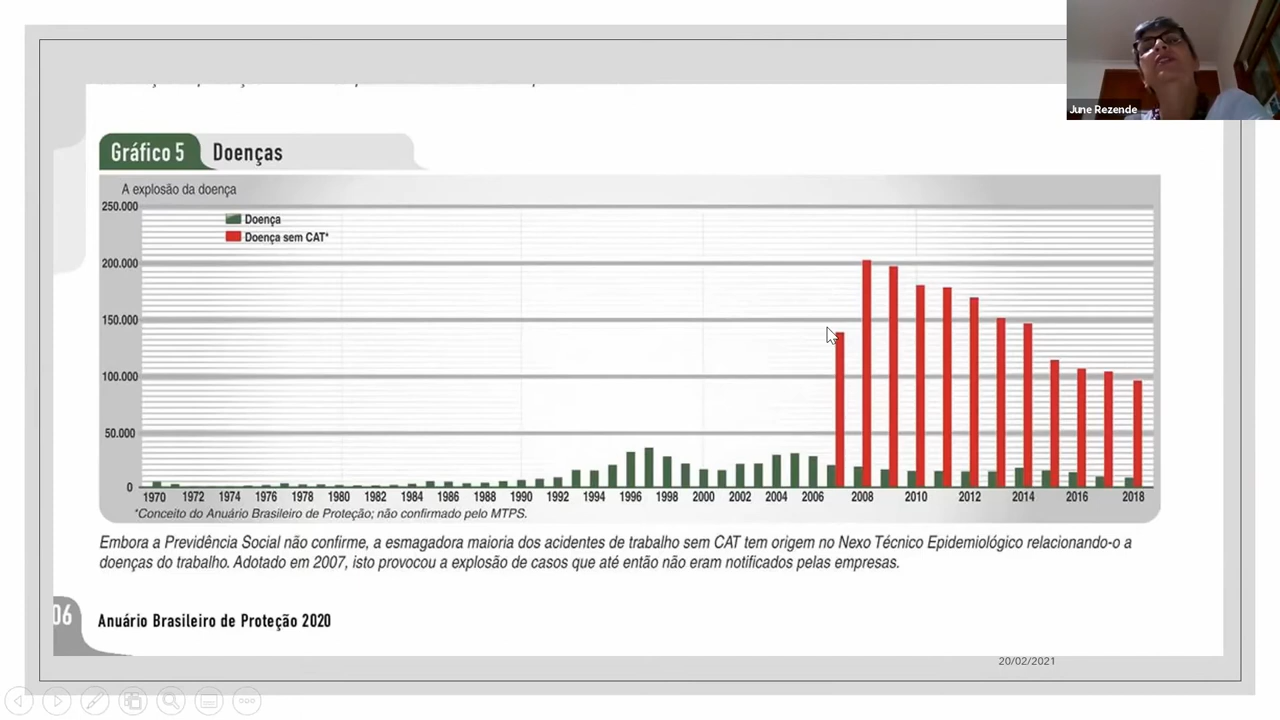 June Rezende
Gráfico 5 Doenças
A explosão da doença
Doença
Doença sem CAT*
250.000
200.000
150.000
100.000
50.000
0
1970 1972 1974 1976 1978 1980 1982 1984 1986 1988 1990 1992 1994 1996 1998 2000 2002 2004 2006 2008 2010 2012 2014 2016 2018
*Conceito do Anuário Brasileiro de Proteção; não confirmado pelo MTPS.
Embora a Previdência Social não confirme, a esmagadora maioria dos acidentes de trabalho sem CAT tem origem no Nexo Técnico Epidemiológico relacionando-o a
doenças do trabalho. Adotado em 2007, isto provocou a explosão de casos que até então não eram notificados pelas empresas.
06 Anuário Brasileiro de Proteção 2020
20/02/2021